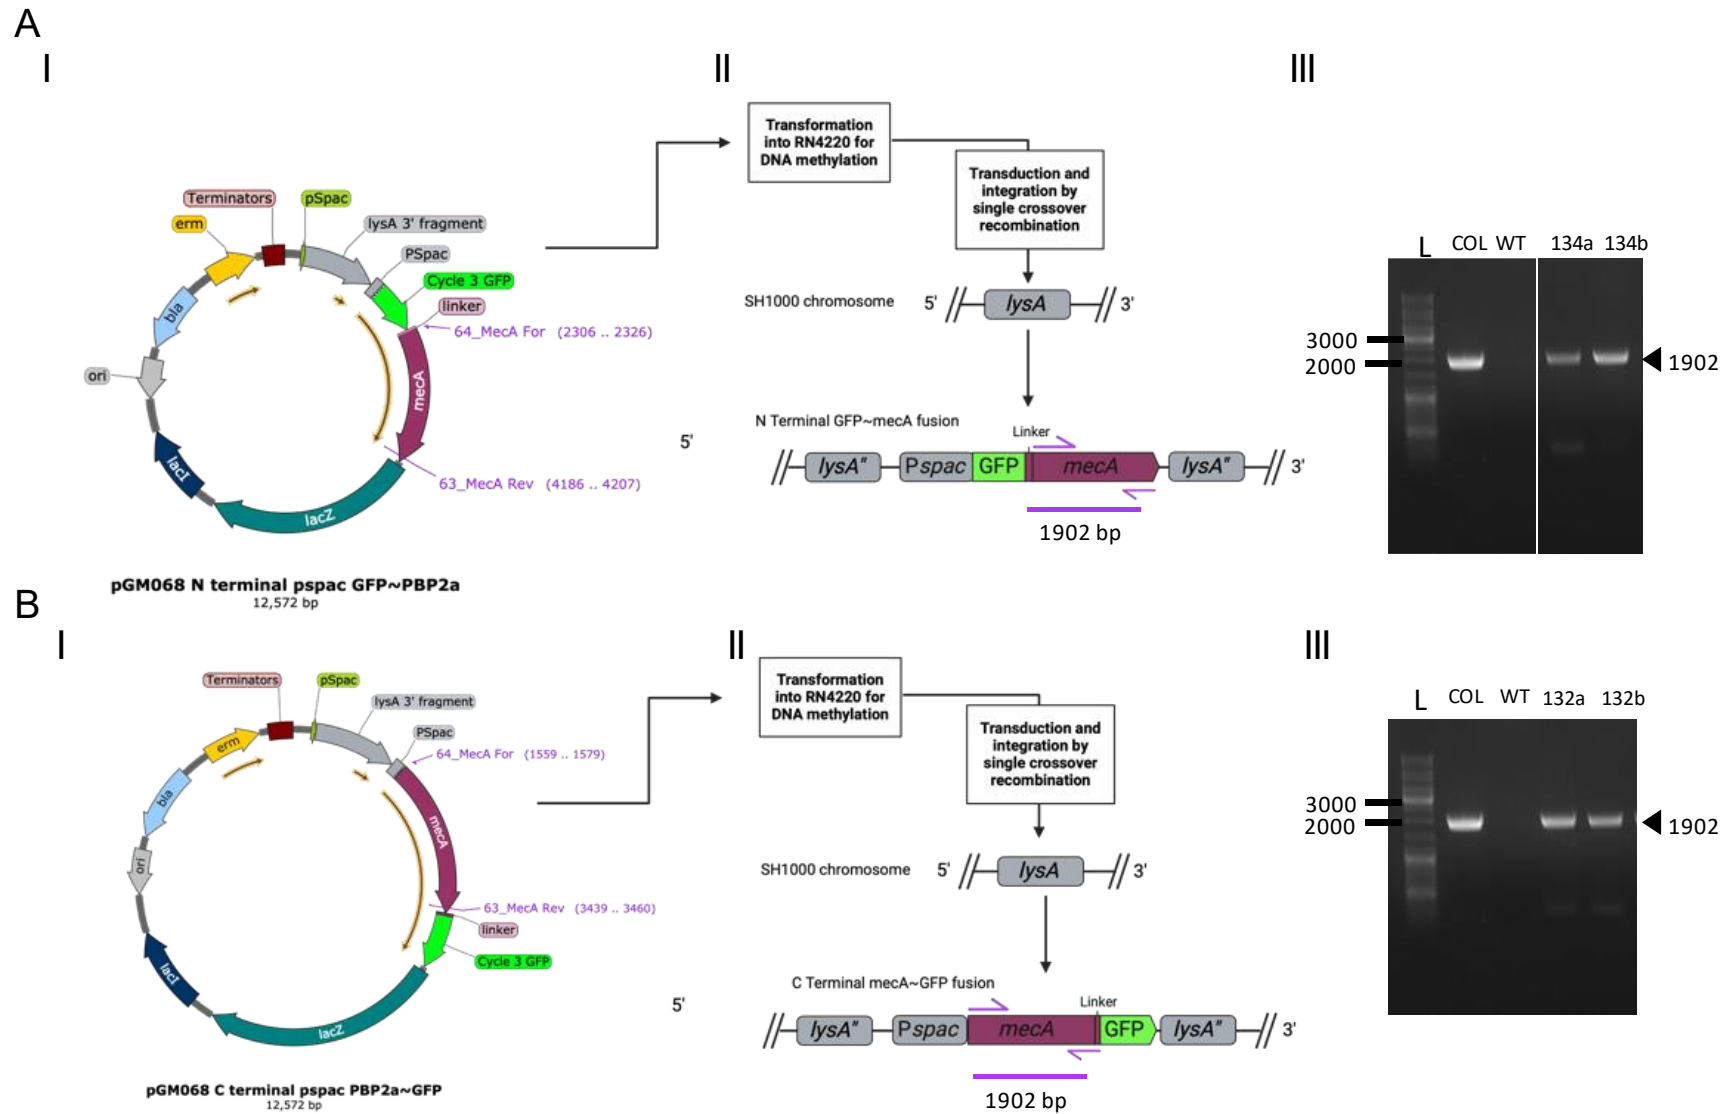 A
I
II
III
Terminators
pSpac
erm
lysA 3' fragment
PSpac
Cycle 3 GFP
linker
64_MecA For (2306 .. 2326)
bla
ori
mecA
lacI
63_MecA Rev (4186 .. 4207)
lacZ
pGM068 N terminal pspac GFP~PBP2a
12,572 bp
Transformation
into RN4220 for
DNA methylation
Transduction and
integration by
single crossover
recombination
SH1000 chromosome
5'
lysA
3'
N Terminal GFP~mecA fusion
5'
Linker
lysA''
Pspac
GFP
mecA
lysA''
3'
1902 bp
L COL WT 134a 134b
3000
2000
1902
B
I
II
III
Terminators
pSpac
lysA 3' fragment
erm
PSpac
64_MecA For (1559 .. 1579)
bla
mecA
ori
63_MecA Rev (3439 .. 3460)
linker
Cycle 3 GFP
lacI
lacZ
pGM068 C terminal pspac PBP2a~GFP
12,572 bp
Transformation
into RN4220 for
DNA methylation
Transduction and
integration by
single crossover
recombination
SH1000 chromosome
5'
lysA
3'
C Terminal mecA~GFP fusion
5'
Linker
lysA''
Pspac
mecA
GFP
lysA''
3'
1902 bp
L COL WT 132a 132b
3000
2000
1902